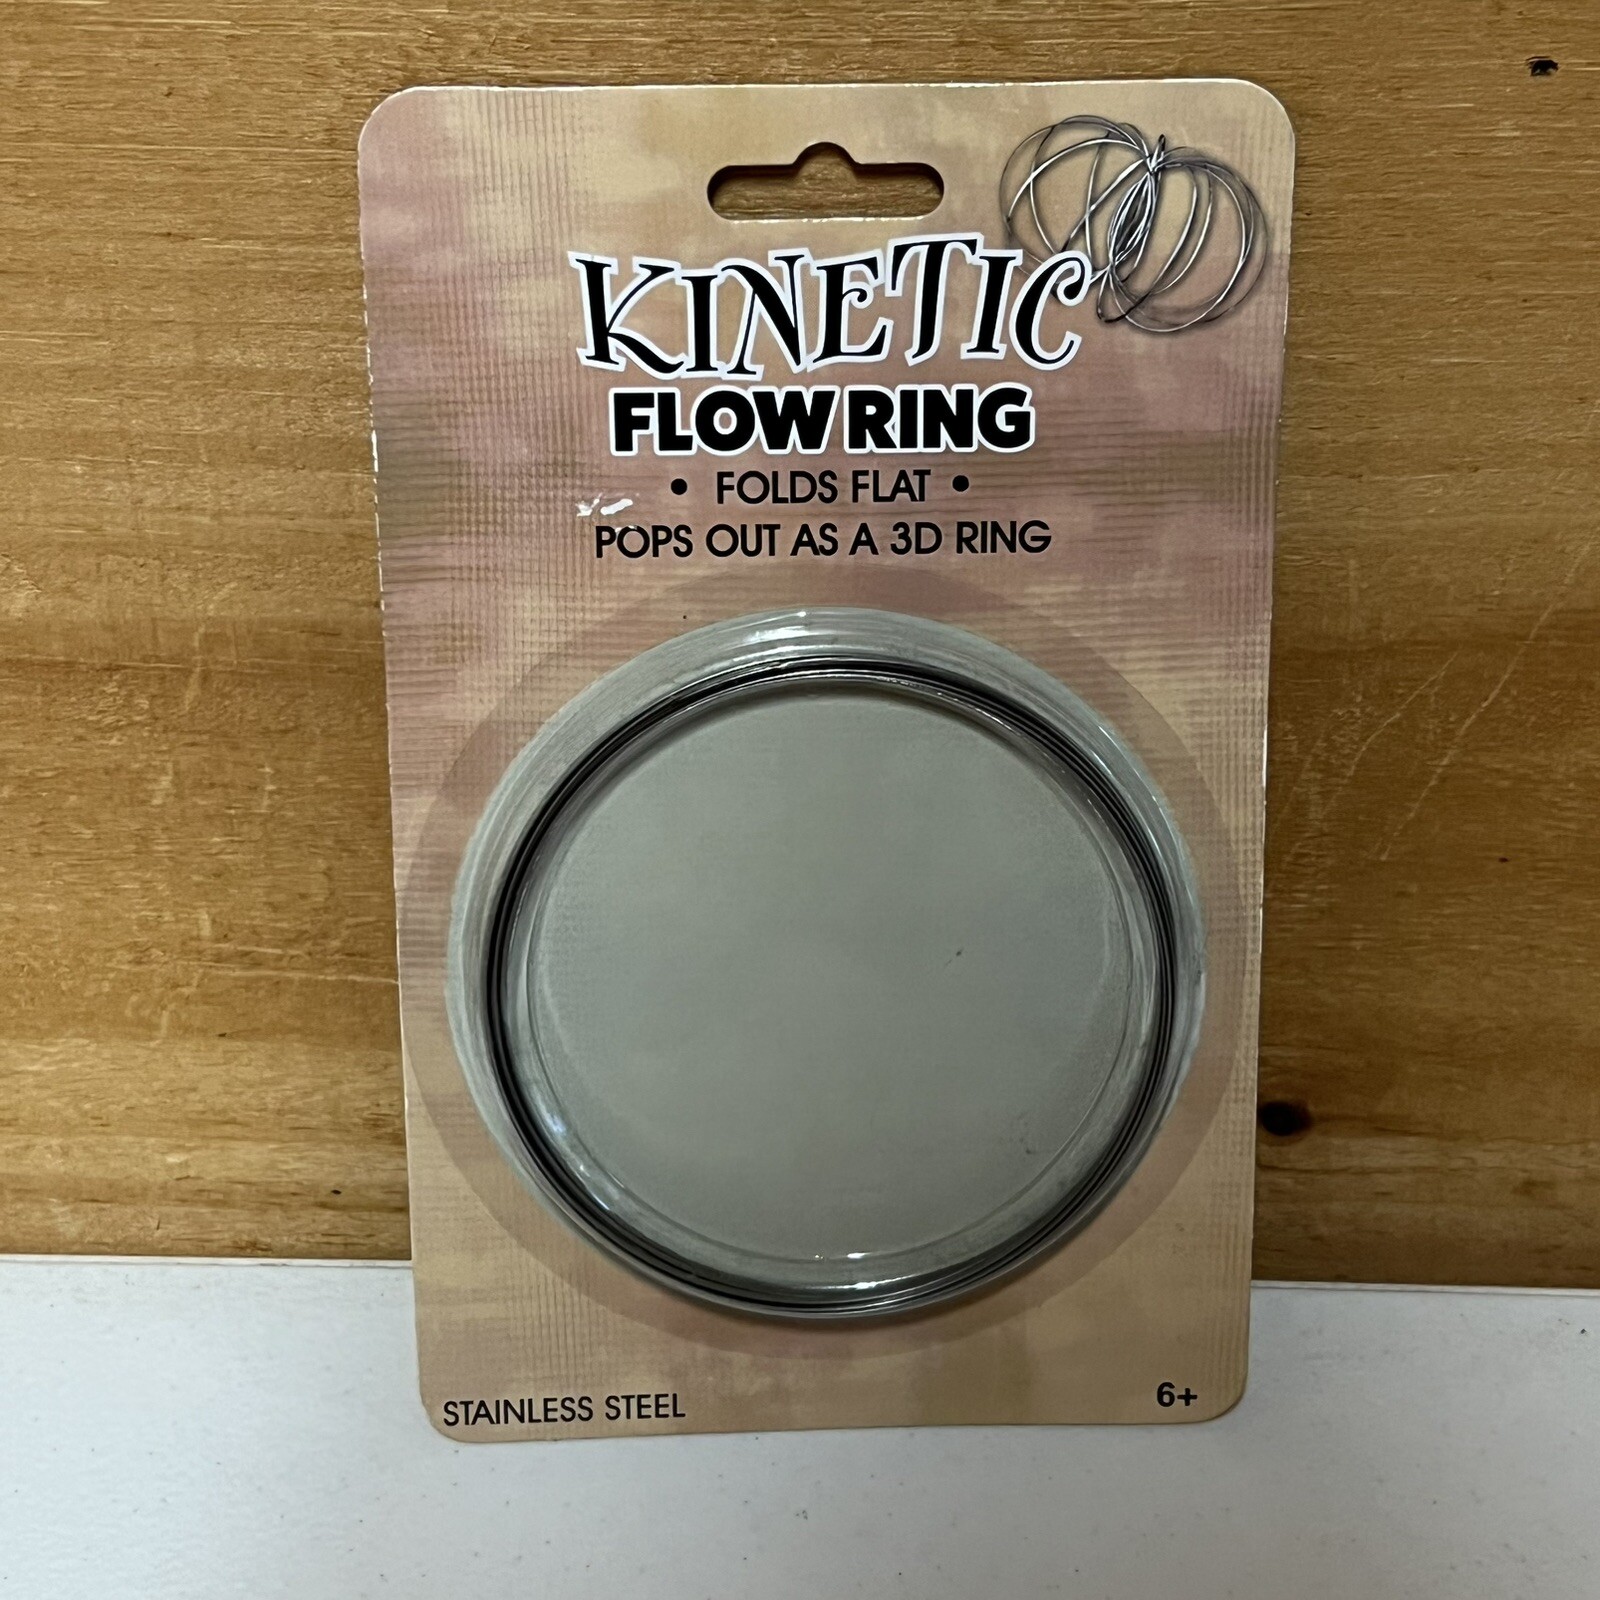 KINETIC
FLOW RING
• FOLDS FLAT •
POPS OUT AS A 3D RING
STAINLESS STEEL
6+